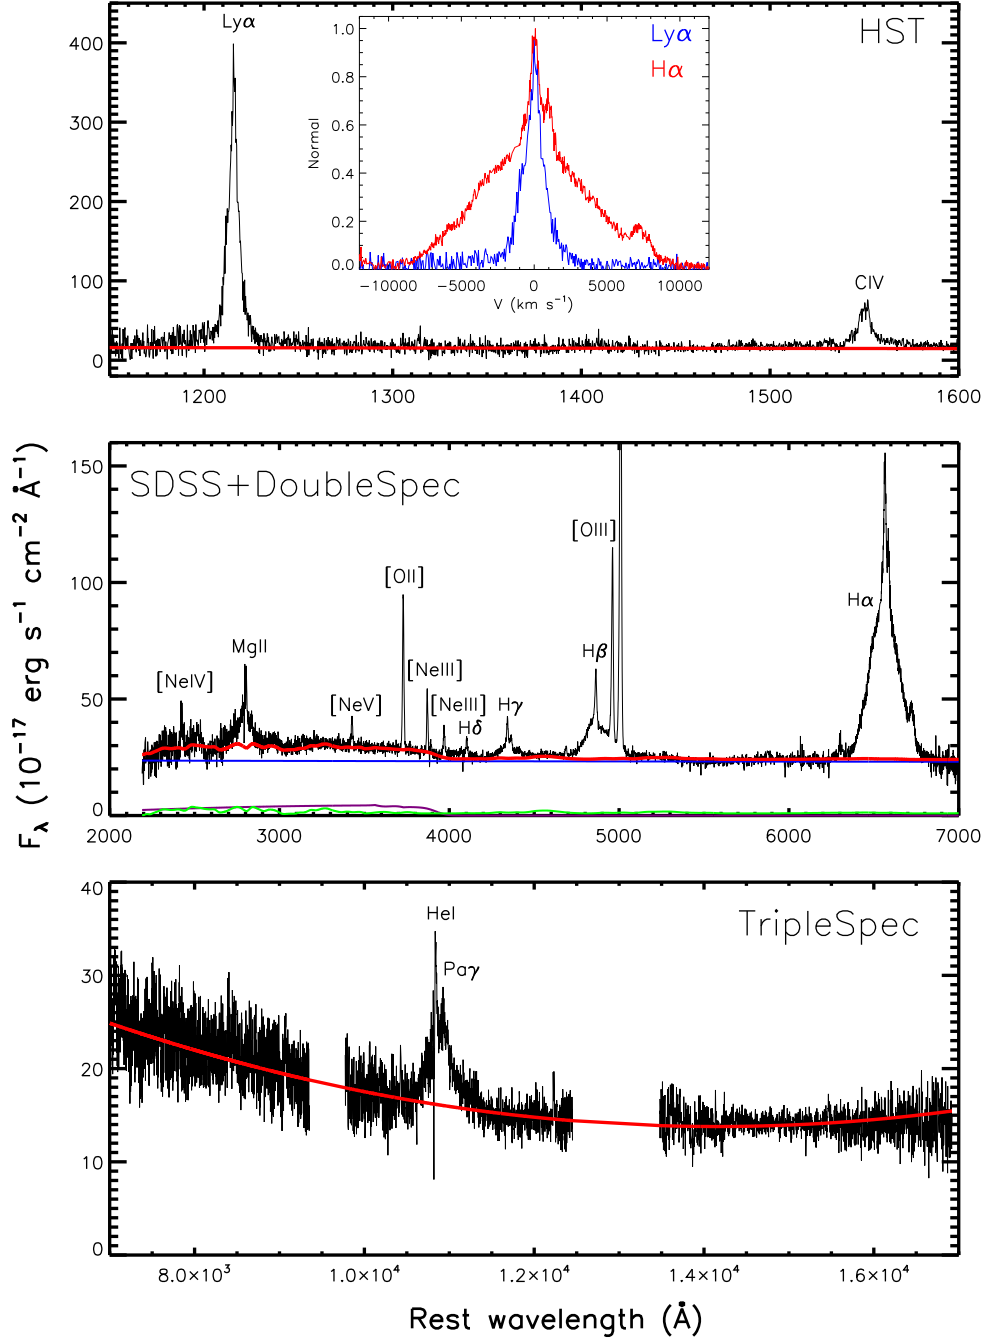 HST
Lyα
CIV
400
300
200
100
0
1200
1300
1400
1500
1600
Lyα
Hα
Normal
1.0
0.8
0.6
0.4
0.2
0.0
−10000
−5000
0
5000
10000
V (km s⁻¹)
F_λ (10⁻¹⁷ erg s⁻¹ cm⁻² Å⁻¹)
SDSS+DoubleSpec
[NeIV]
MgII
[NeV]
[OII]
[NeIII]
[NeIII]
Hδ
Hγ
Hβ
[OIII]
Hα
150
100
50
0
2000
3000
4000
5000
6000
7000
TripleSpec
HeI
Paγ
40
30
20
10
0
8.0×10³
1.0×10⁴
1.2×10⁴
1.4×10⁴
1.6×10⁴
Rest wavelength (Å)